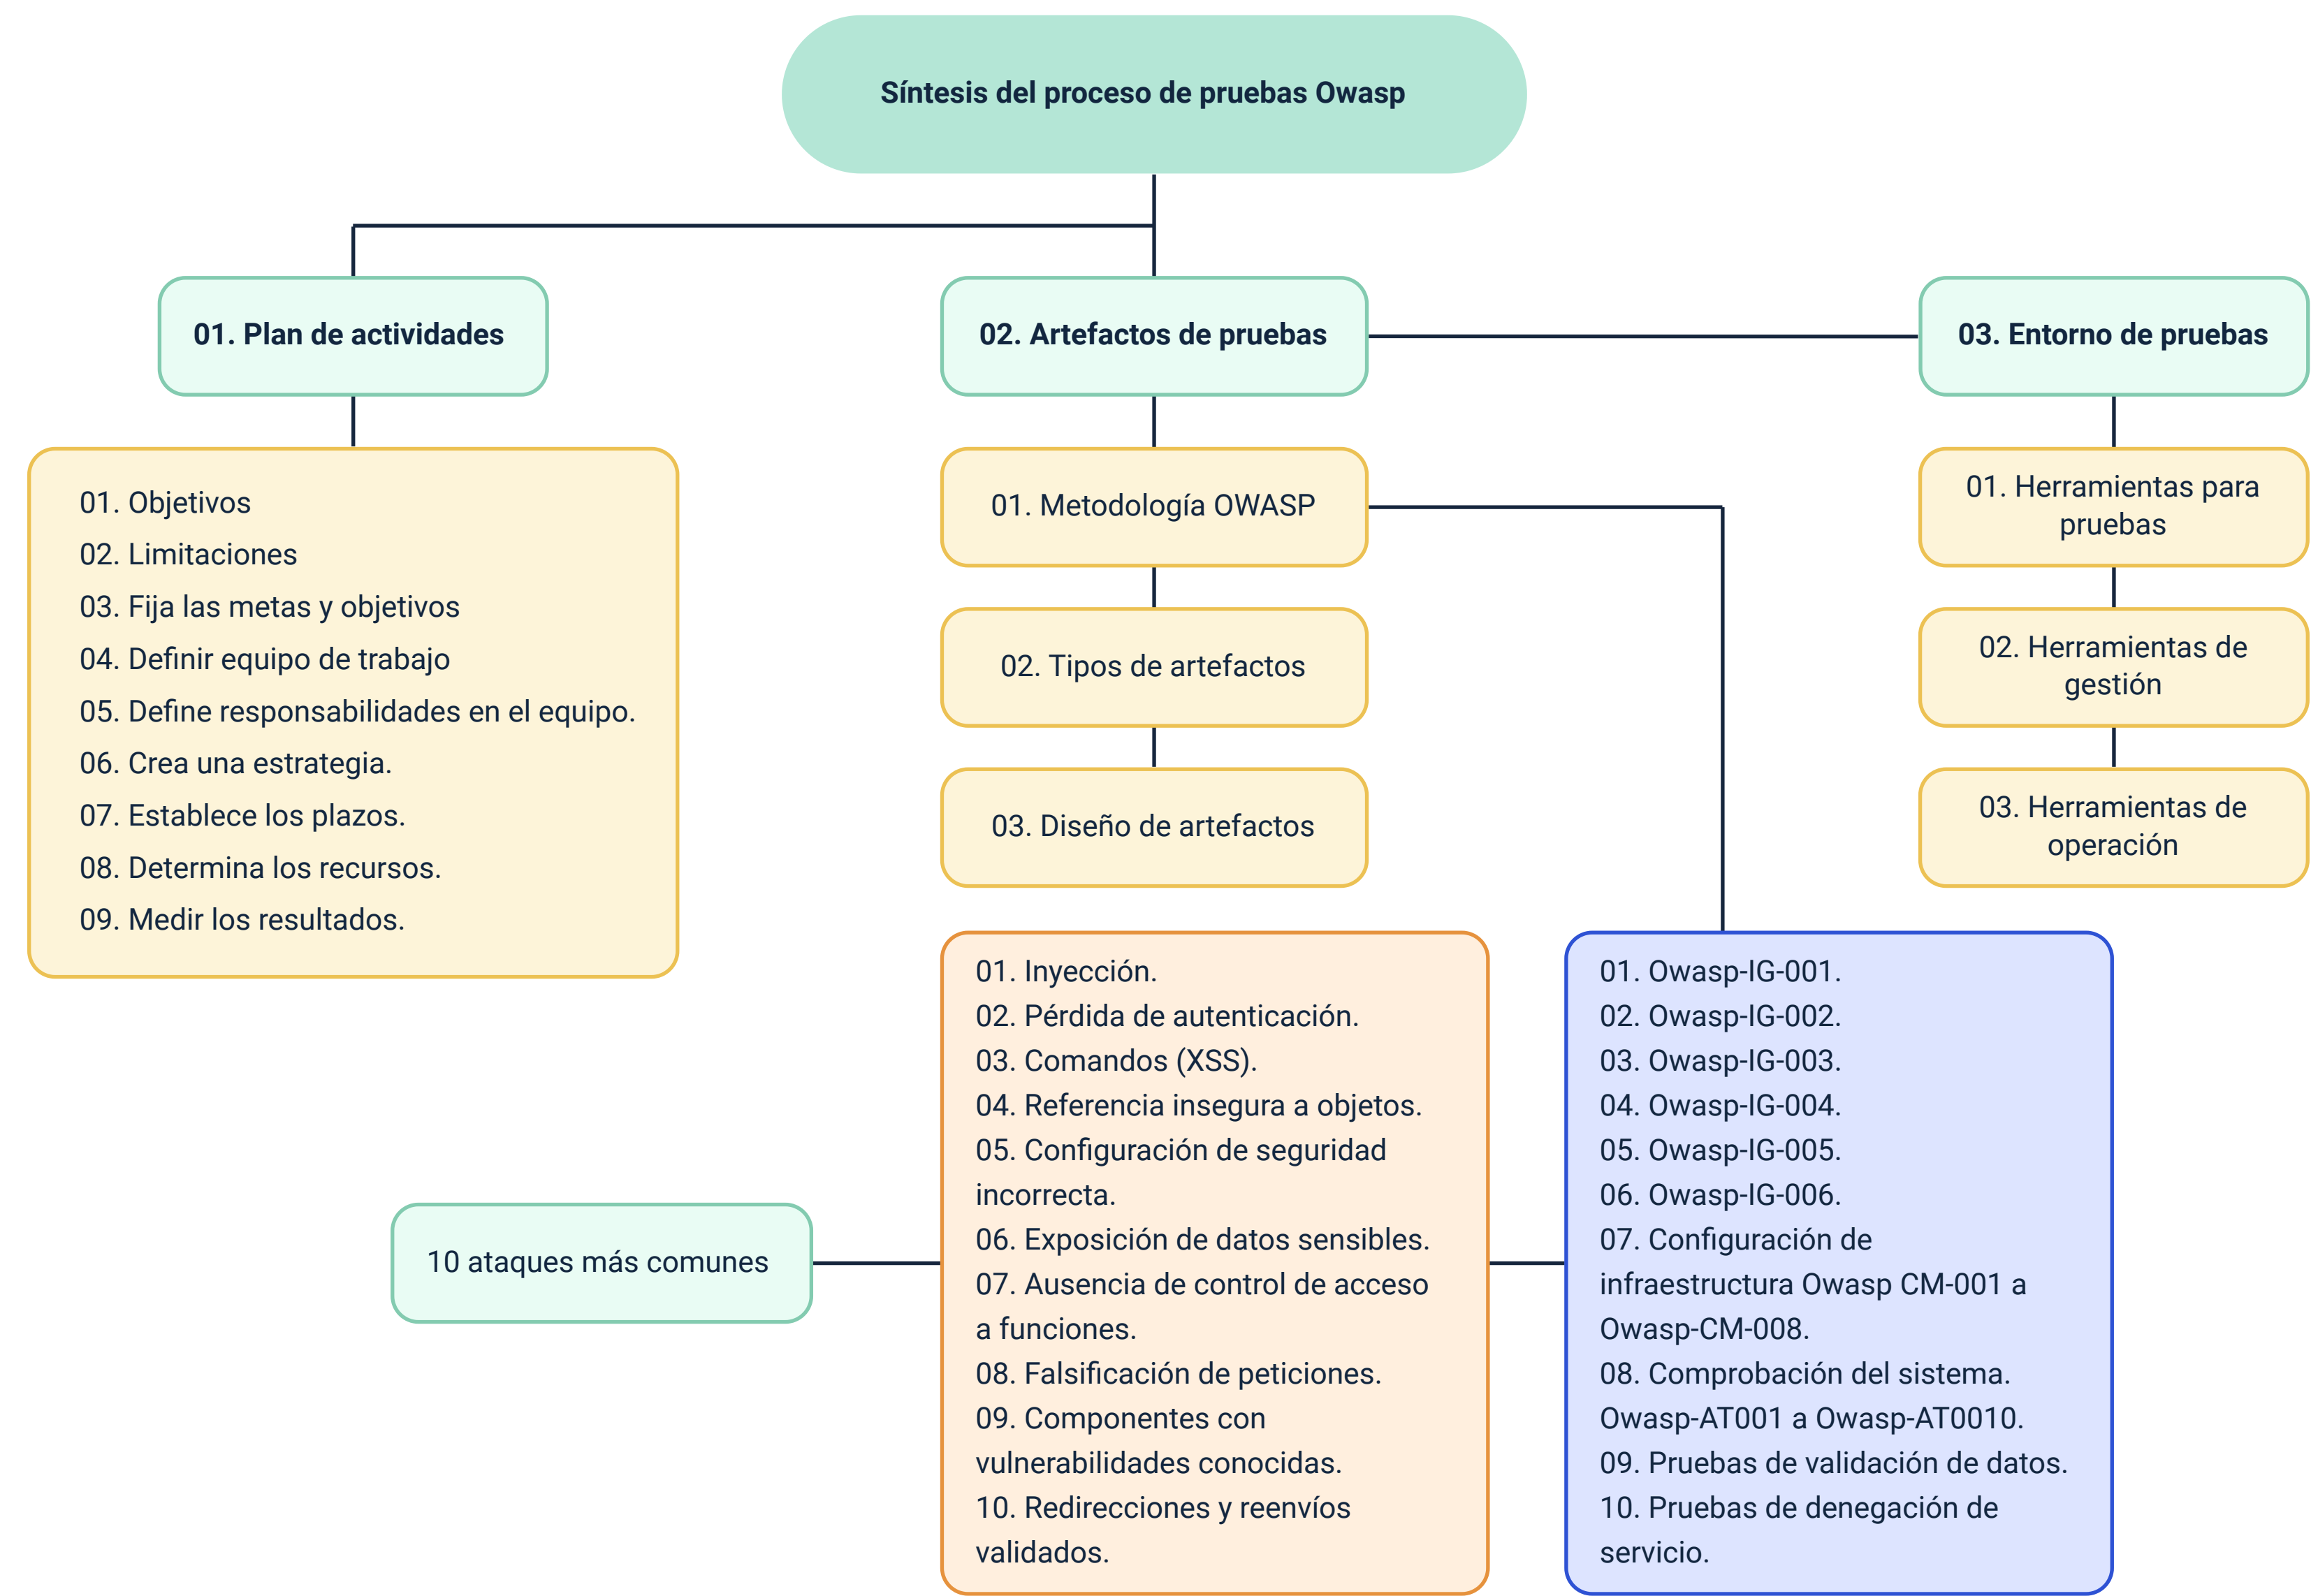 Síntesis del proceso de pruebas Owasp
01. Plan de actividades
01. Objetivos
02. Limitaciones
03. Fija las metas y objetivos
04. Definir equipo de trabajo
05. Define responsabilidades en el equipo.
06. Crea una estrategia.
07. Establece los plazos.
08. Determina los recursos.
09. Medir los resultados.
02. Artefactos de pruebas
01. Metodología OWASP
02. Tipos de artefactos
03. Diseño de artefactos
03. Entorno de pruebas
01. Herramientas para
pruebas
02. Herramientas de
gestión
03. Herramientas de
operación
10 ataques más comunes
01. Inyección.
02. Pérdida de autenticación.
03. Comandos (XSS).
04. Referencia insegura a objetos.
05. Configuración de seguridad
incorrecta.
06. Exposición de datos sensibles.
07. Ausencia de control de acceso
a funciones.
08. Falsificación de peticiones.
09. Componentes con
vulnerabilidades conocidas.
10. Redirecciones y reenvíos
validados.
01. Owasp-IG-001.
02. Owasp-IG-002.
03. Owasp-IG-003.
04. Owasp-IG-004.
05. Owasp-IG-005.
06. Owasp-IG-006.
07. Configuración de
infraestructura Owasp CM-001 a
Owasp-CM-008.
08. Comprobación del sistema.
Owasp-AT001 a Owasp-AT0010.
09. Pruebas de validación de datos.
10. Pruebas de denegación de
servicio.